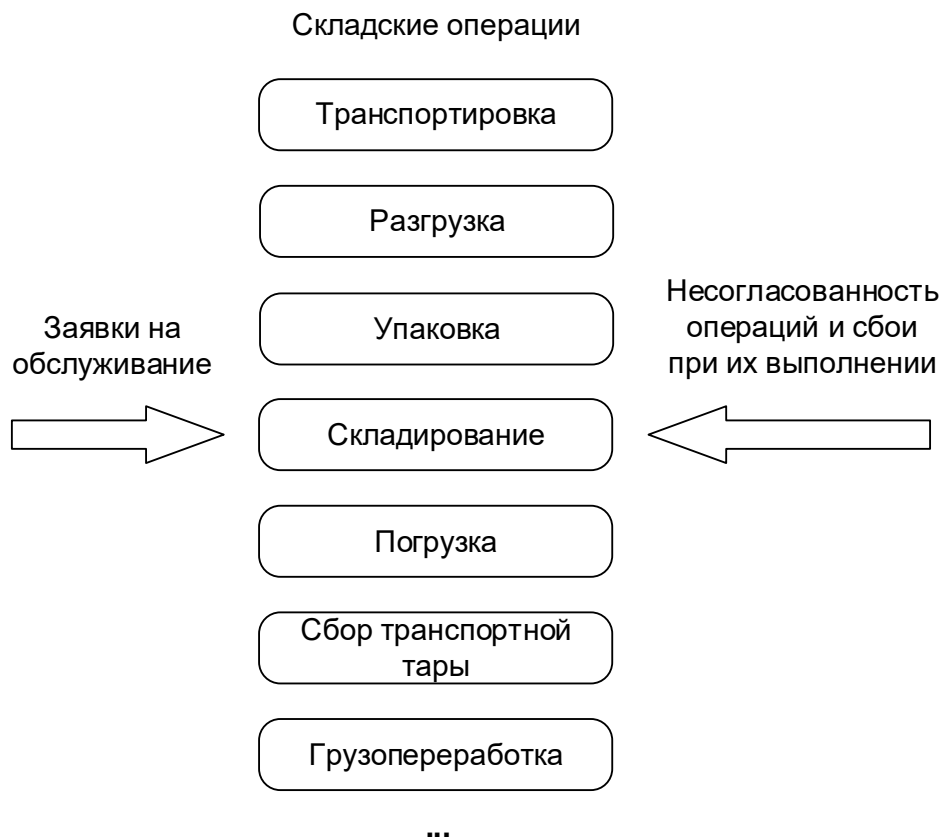 Складские операции
Транспортировка
Разгрузка
Упаковка
Заявки на
обслуживание
Несогласованность
операций и сбои
при их выполнении
Складирование
Погрузка
Сбор транспортной
тары
Грузопереработка
...